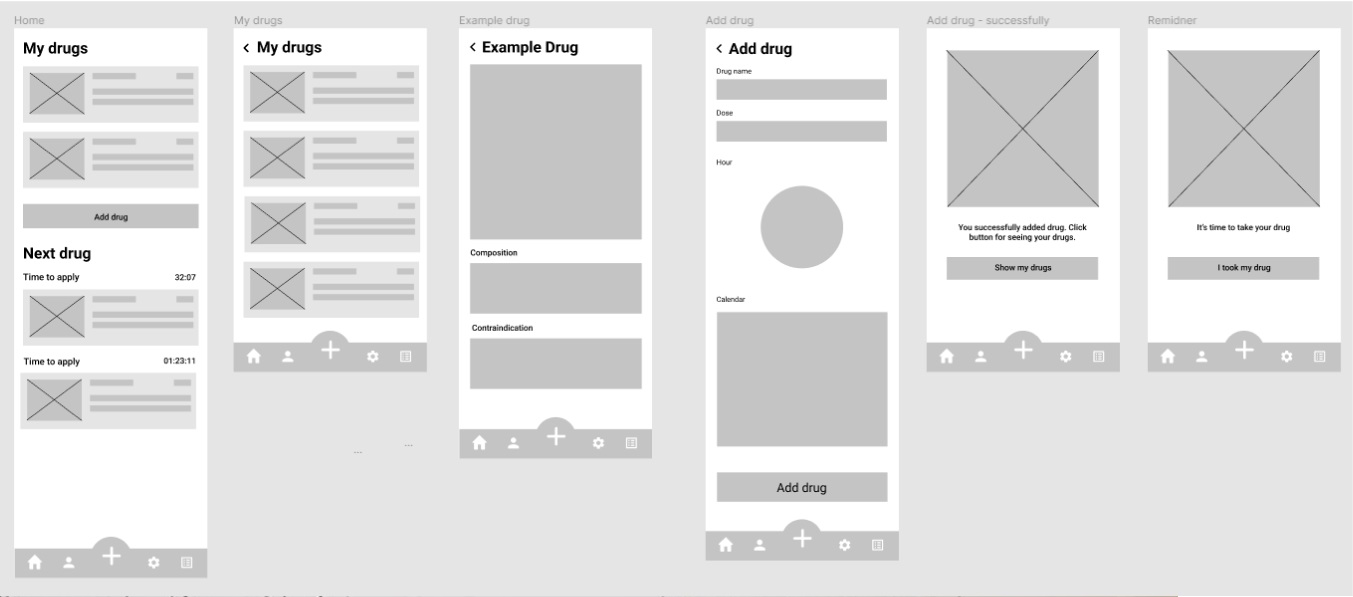 Home
My drugs
Add drug
Next drug
Time to apply 32:07
Time to apply 01:23:11
My drugs
< My drugs
...
...
Example drug
< Example Drug
Composition
Contraindication
Add drug
< Add drug
Drug name
Dose
Hour
Calendar
Add drug
Add drug - successfully
You successfully added drug. Click
button for seeing your drugs.
Show my drugs
Remidner
It's time to take your drug
I took my drug